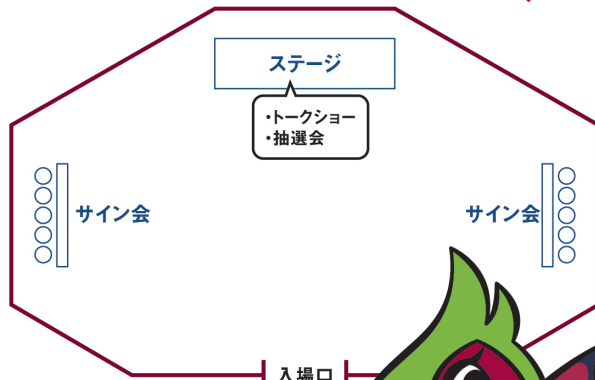 ステージ
・トークショー
・抽選会
サイン会
サイン会
入場口